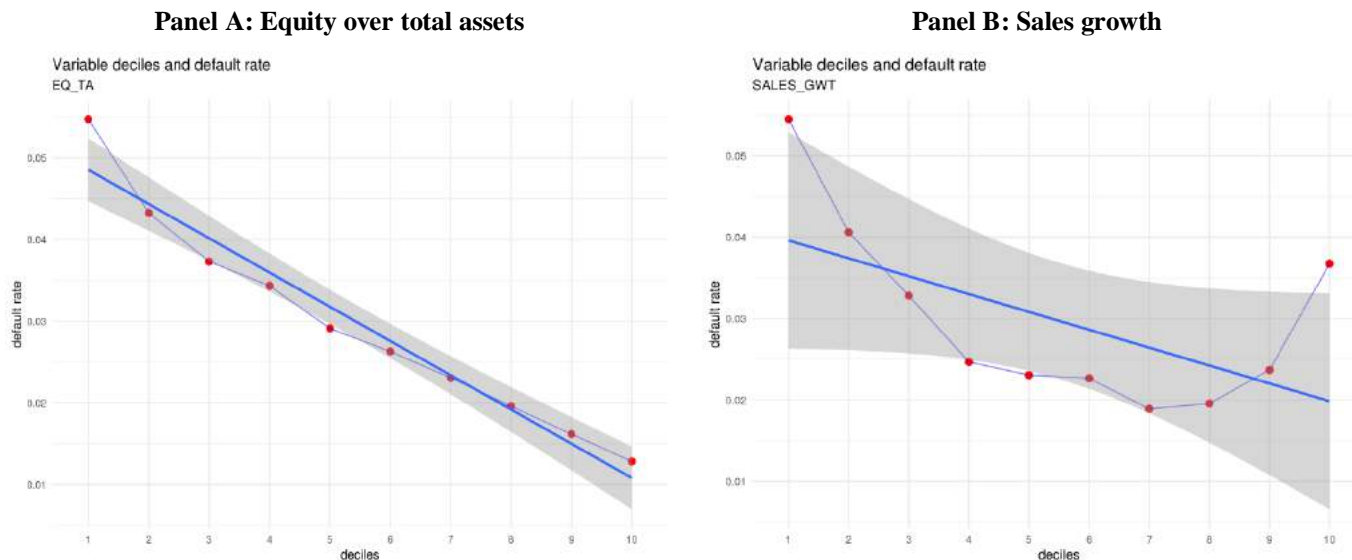 Panel A: Equity over total assets
Variable deciles and default rate
EQ_TA
default rate
0.05
0.04
0.03
0.02
0.01
1 2 3 4 5 6 7 8 9 10
deciles
Panel B: Sales growth
Variable deciles and default rate
SALES_GWT
default rate
0.05
0.04
0.03
0.02
0.01
1 2 3 4 5 6 7 8 9 10
deciles